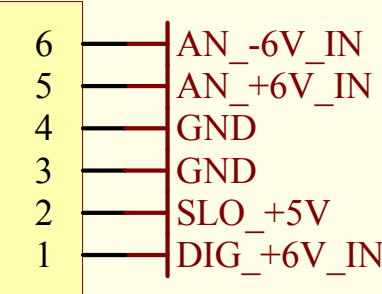 6 AN_-6V_IN
5 AN_+6V_IN
4 GND
3 GND
2 SLO_+5V
1 DIG_+6V_IN